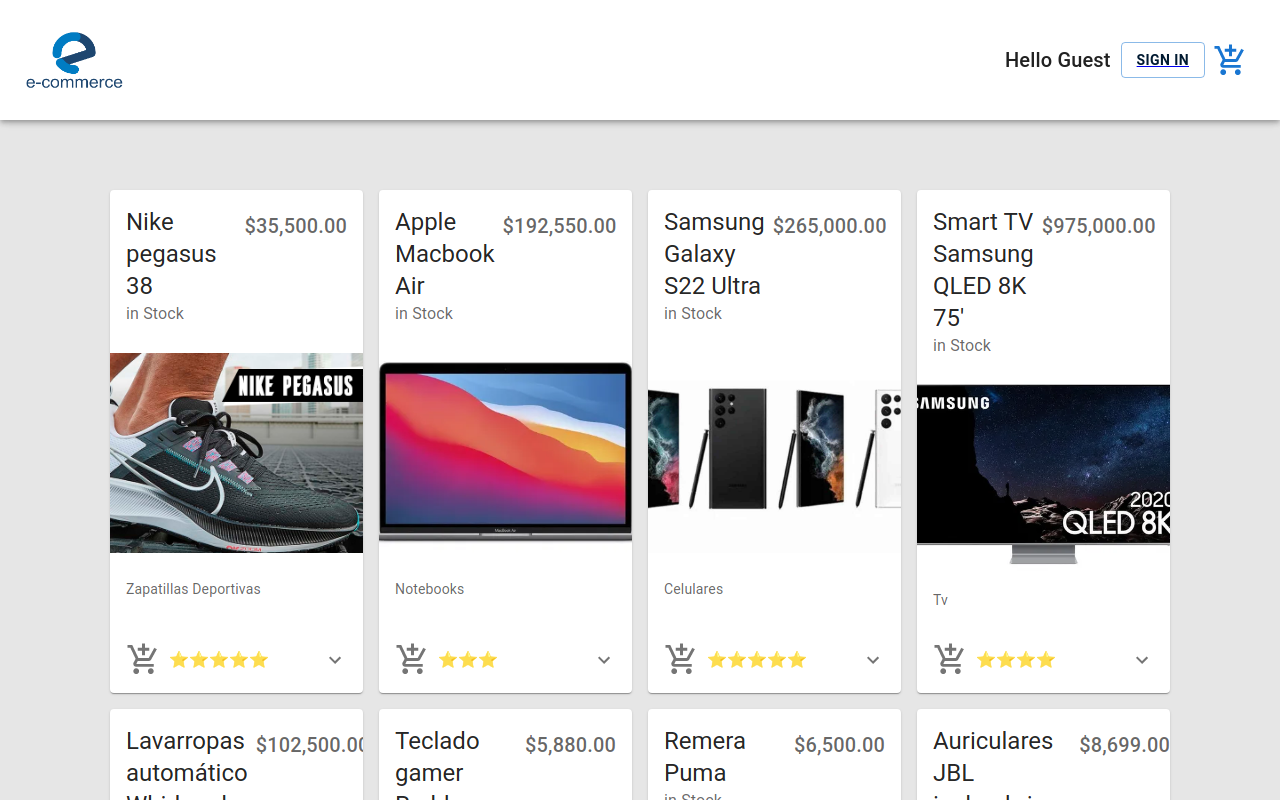 e-commerce
Hello Guest
SIGN IN
Nike
pegasus
38
$35,500.00
in Stock
NIKE PEGASUS
Zapatillas Deportivas
Apple
Macbook
Air
$192,550.00
in Stock
MacBook Air
Notebooks
Samsung
Galaxy
S22 Ultra
$265,000.00
in Stock
Celulares
Smart TV
Samsung
QLED 8K
75'
$975,000.00
in Stock
SAMSUNG
2020
QLED 8K
Tv
Lavarropas
automático
$102,500.00
Teclado
gamer
$5,880.00
Remera
Puma
in Stock
$6,500.00
Auriculares
JBL
$8,699.00